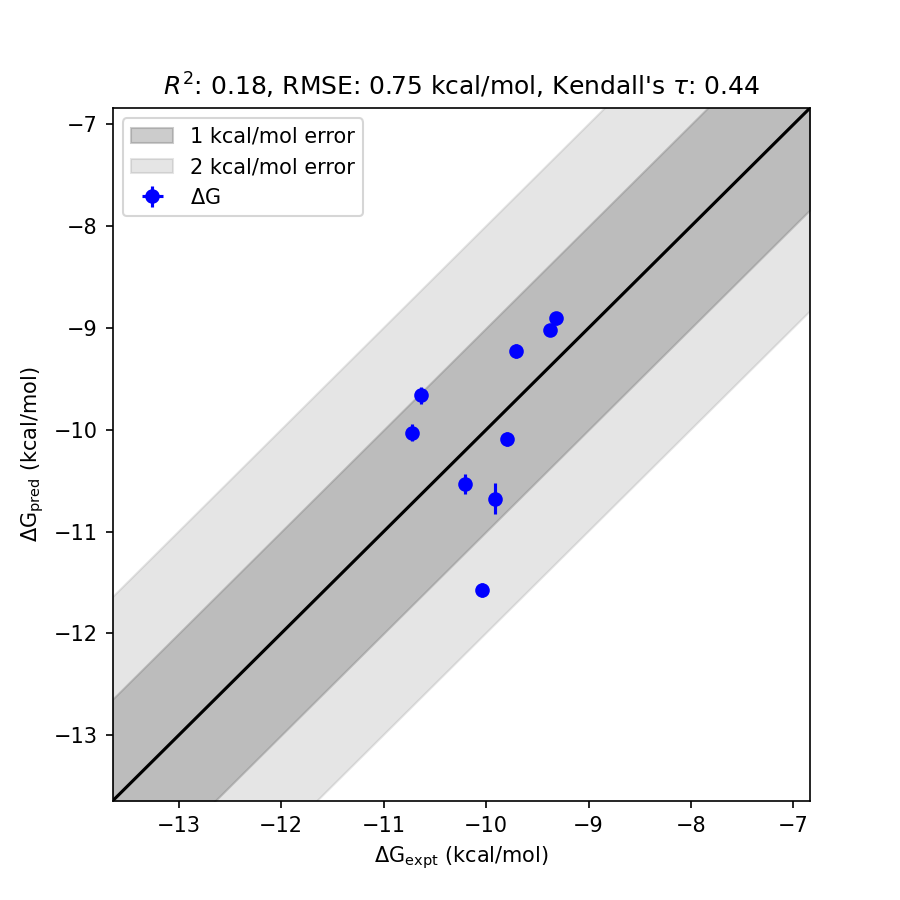 R²: 0.18, RMSE: 0.75 kcal/mol, Kendall's τ: 0.44
1 kcal/mol error
2 kcal/mol error
ΔG
−7
−8
−9
−10
−11
−12
−13
ΔGpred (kcal/mol)
−13
−12
−11
−10
−9
−8
−7
ΔGexpt (kcal/mol)